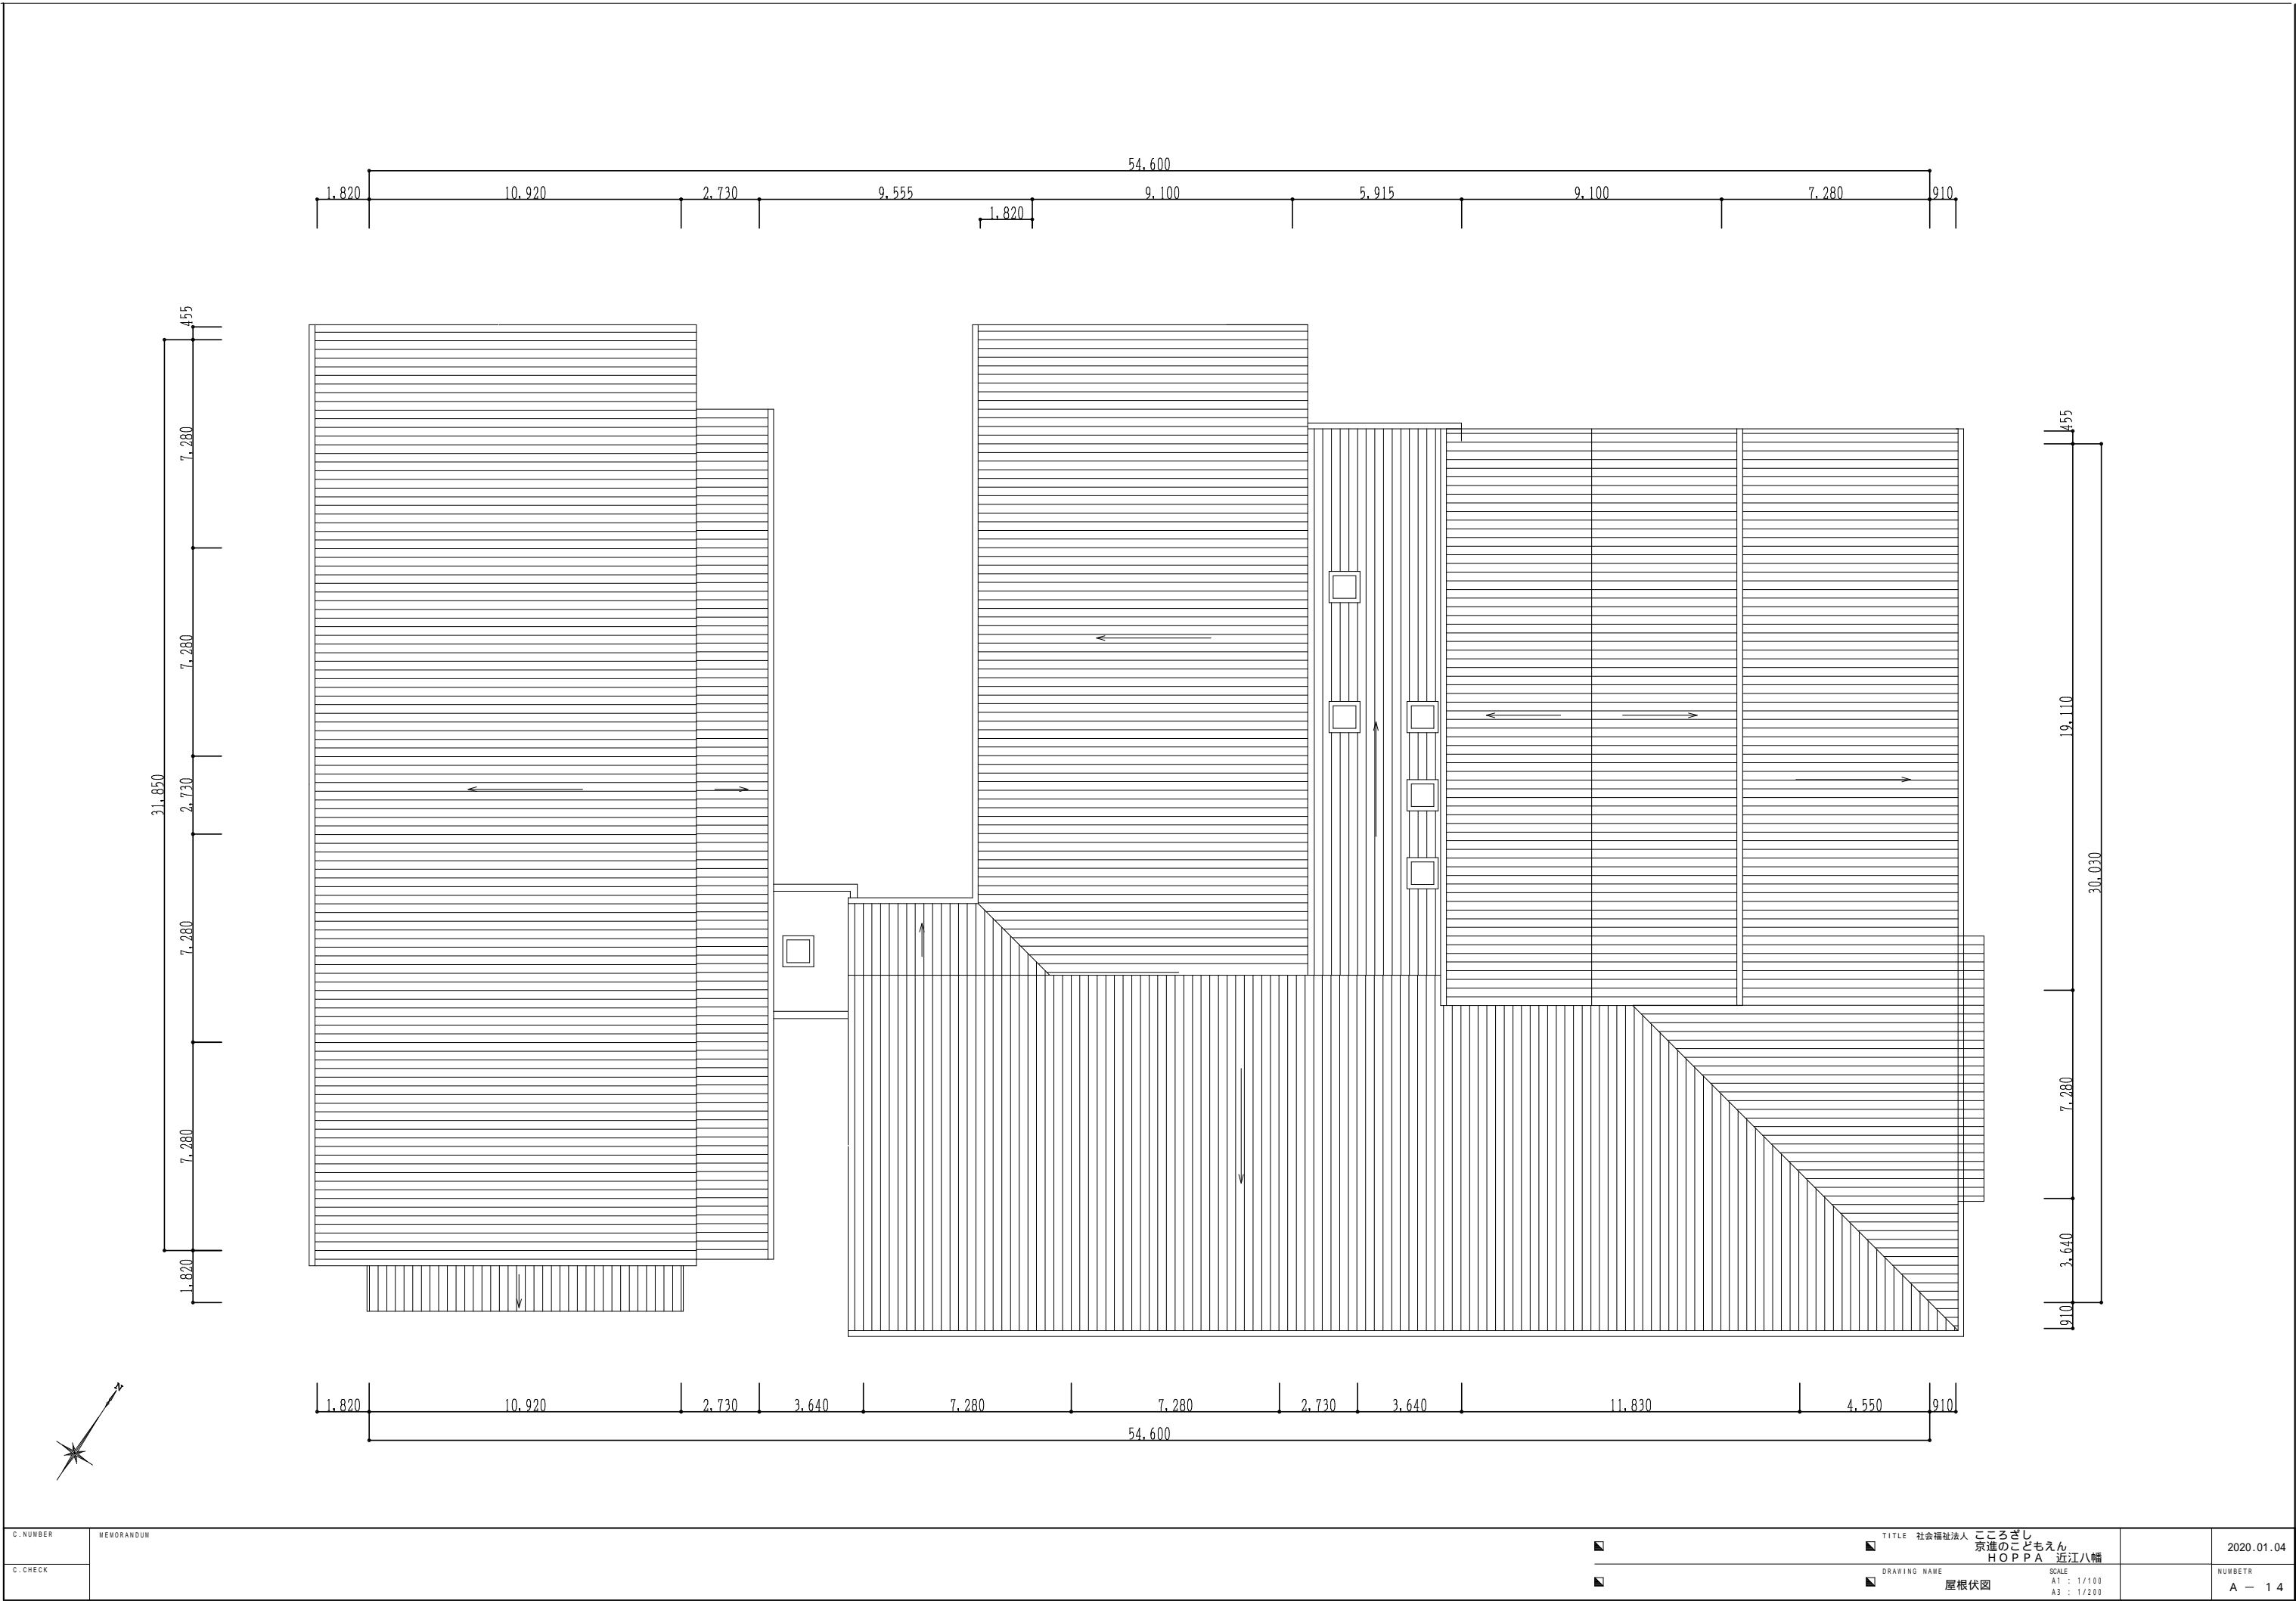 54,600
1,820 10,920 2,730 9,555 9,100 5,915 9,100 7,280 910
1,820
455
7,280
7,280
2,730
31,850
7,280
7,280
1,820
455
19,110
30,030
7,280
3,640
910
1,820 10,920 2,730 3,640 7,280 7,280 2,730 3,640 11,830 4,550 910
54,600
N
C.NUMBER
MEMORANDUM
C.CHECK
TITLE 社会福祉法人 こころざし
京進のこどもえん
HOPPA 近江八幡
2020.01.04
DRAWING NAME
屋根伏図
SCALE
A1 : 1/100
A3 : 1/200
NUMBETR
A － 14